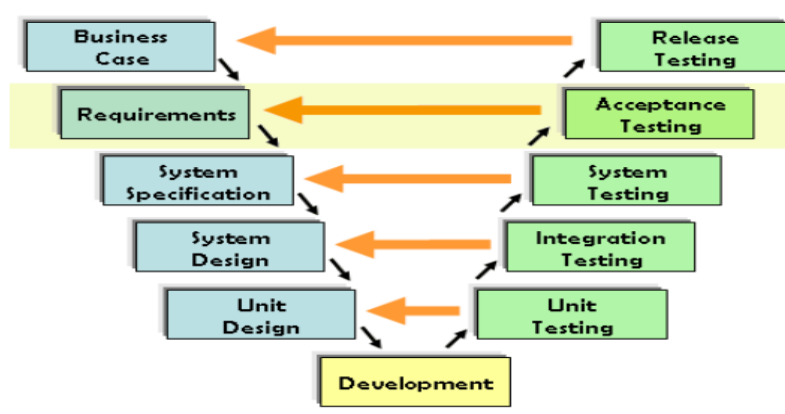 Business
Case
Release
Testing
Requirements
Acceptance
Testing
System
Specification
System
Testing
System
Design
Integration
Testing
Unit
Design
Unit
Testing
Development